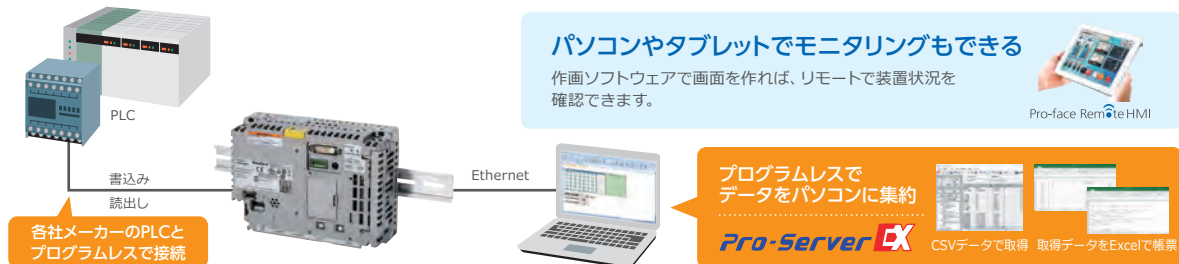 PLC
書込み
読出し
各社メーカーのPLCと
プログラムレスで接続
Ethernet
パソコンやタブレットでモニタリングもできる
作画ソフトウェアで画面を作れば、リモートで装置状況を
確認できます。
Pro-face Remote HMI
プログラムレスで
データをパソコンに集約
Pro-Server EX
CSVデータで取得
取得データをExcelで帳票